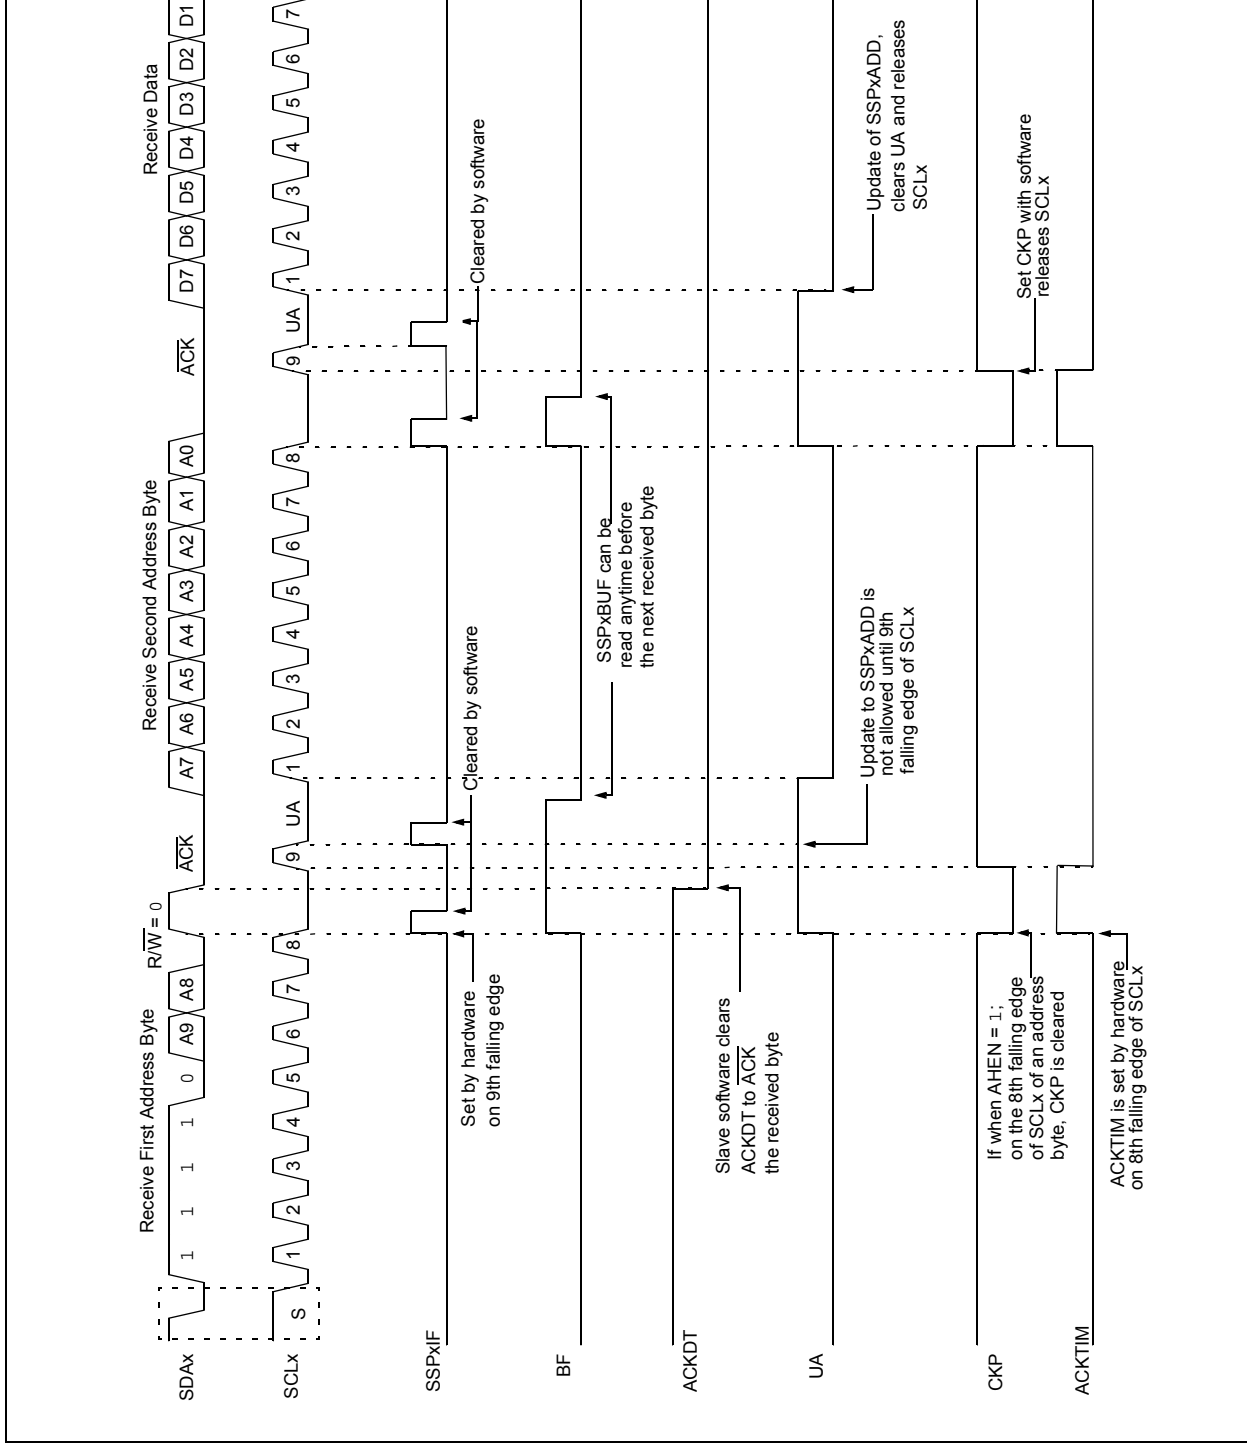 Receive First Address Byte
R/W = 0
Receive Second Address Byte
Receive Data
SDAx
1
1
1
1
0
A9
A8
ACK
A7
A6
A5
A4
A3
A2
A1
A0
ACK
D7
D6
D5
D4
D3
D2
D1
SCLx
S
1
2
3
4
5
6
7
8
9
UA
1
2
3
4
5
6
7
8
9
UA
1
2
3
4
5
6
7
SSPxIF
Set by hardware
on 9th falling edge
Cleared by software
Cleared by software
BF
SSPxBUF can be
read anytime before
the next received byte
ACKDT
Slave software clears
ACKDT to ACK
the received byte
UA
Update to SSPxADD is
not allowed until 9th
falling edge of SCLx
Update of SSPxADD,
clears UA and releases
SCLx
CKP
If when AHEN = 1;
on the 8th falling edge
of SCLx of an address
byte, CKP is cleared
Set CKP with software
releases SCLx
ACKTIM
ACKTIM is set by hardware
on 8th falling edge of SCLx